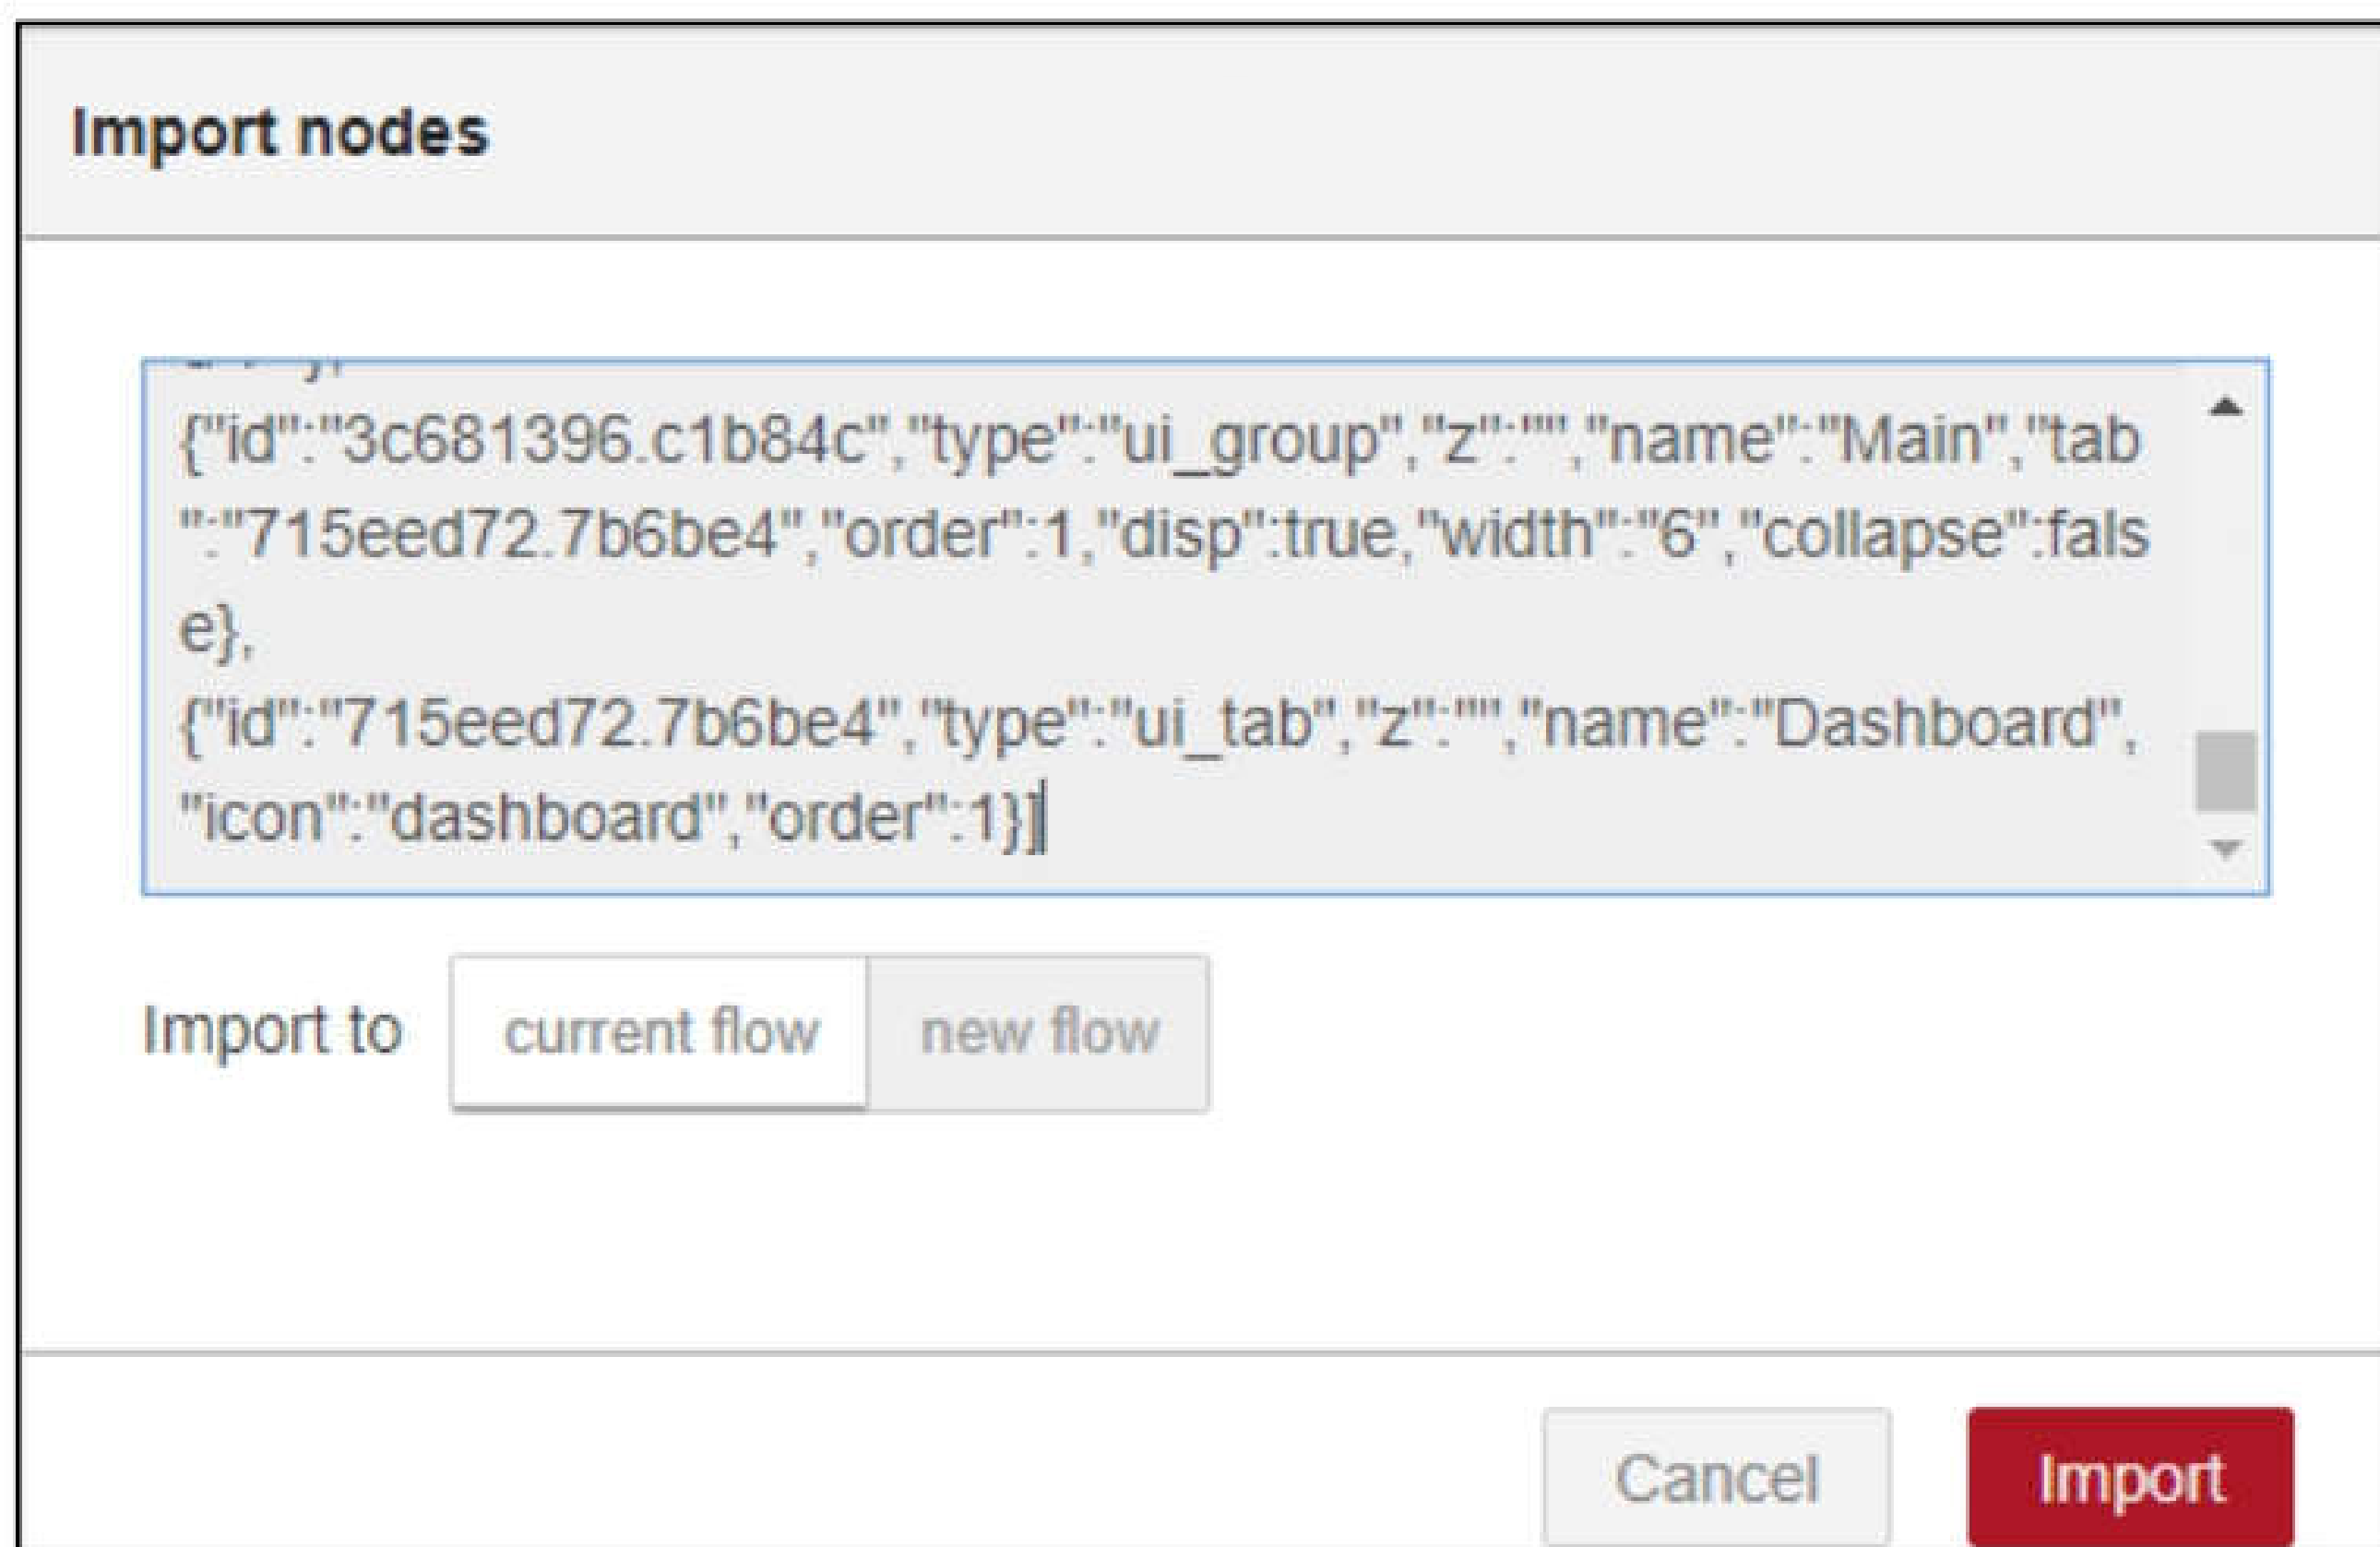 Import nodes
{"id":"3c681396.c1b84c","type":"ui_group","z":"","name":"Main","tab
":"715eed72.7b6be4","order":1,"disp":true,"width":"6","collapse":fals
e},
{"id":"715eed72.7b6be4","type":"ui_tab","z":"","name":"Dashboard",
"icon":"dashboard","order":1}]
Import to current flow new flow
Cancel Import